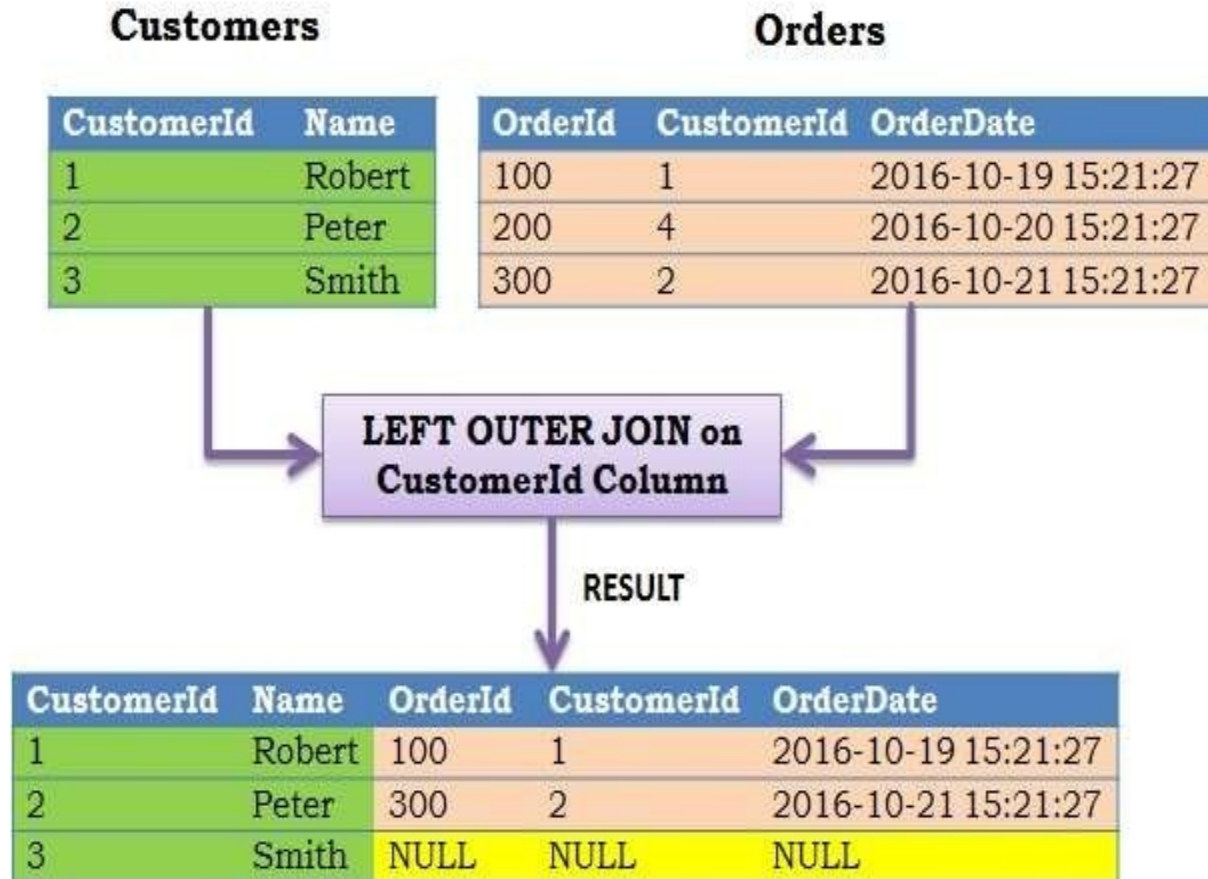 Customers
Orders
CustomerId Name
1 Robert
2 Peter
3 Smith
OrderId CustomerId OrderDate
100 1 2016-10-19 15:21:27
200 4 2016-10-20 15:21:27
300 2 2016-10-21 15:21:27
LEFT OUTER JOIN on
CustomerId Column
RESULT
CustomerId Name OrderId CustomerId OrderDate
1 Robert 100 1 2016-10-19 15:21:27
2 Peter 300 2 2016-10-21 15:21:27
3 Smith NULL NULL NULL